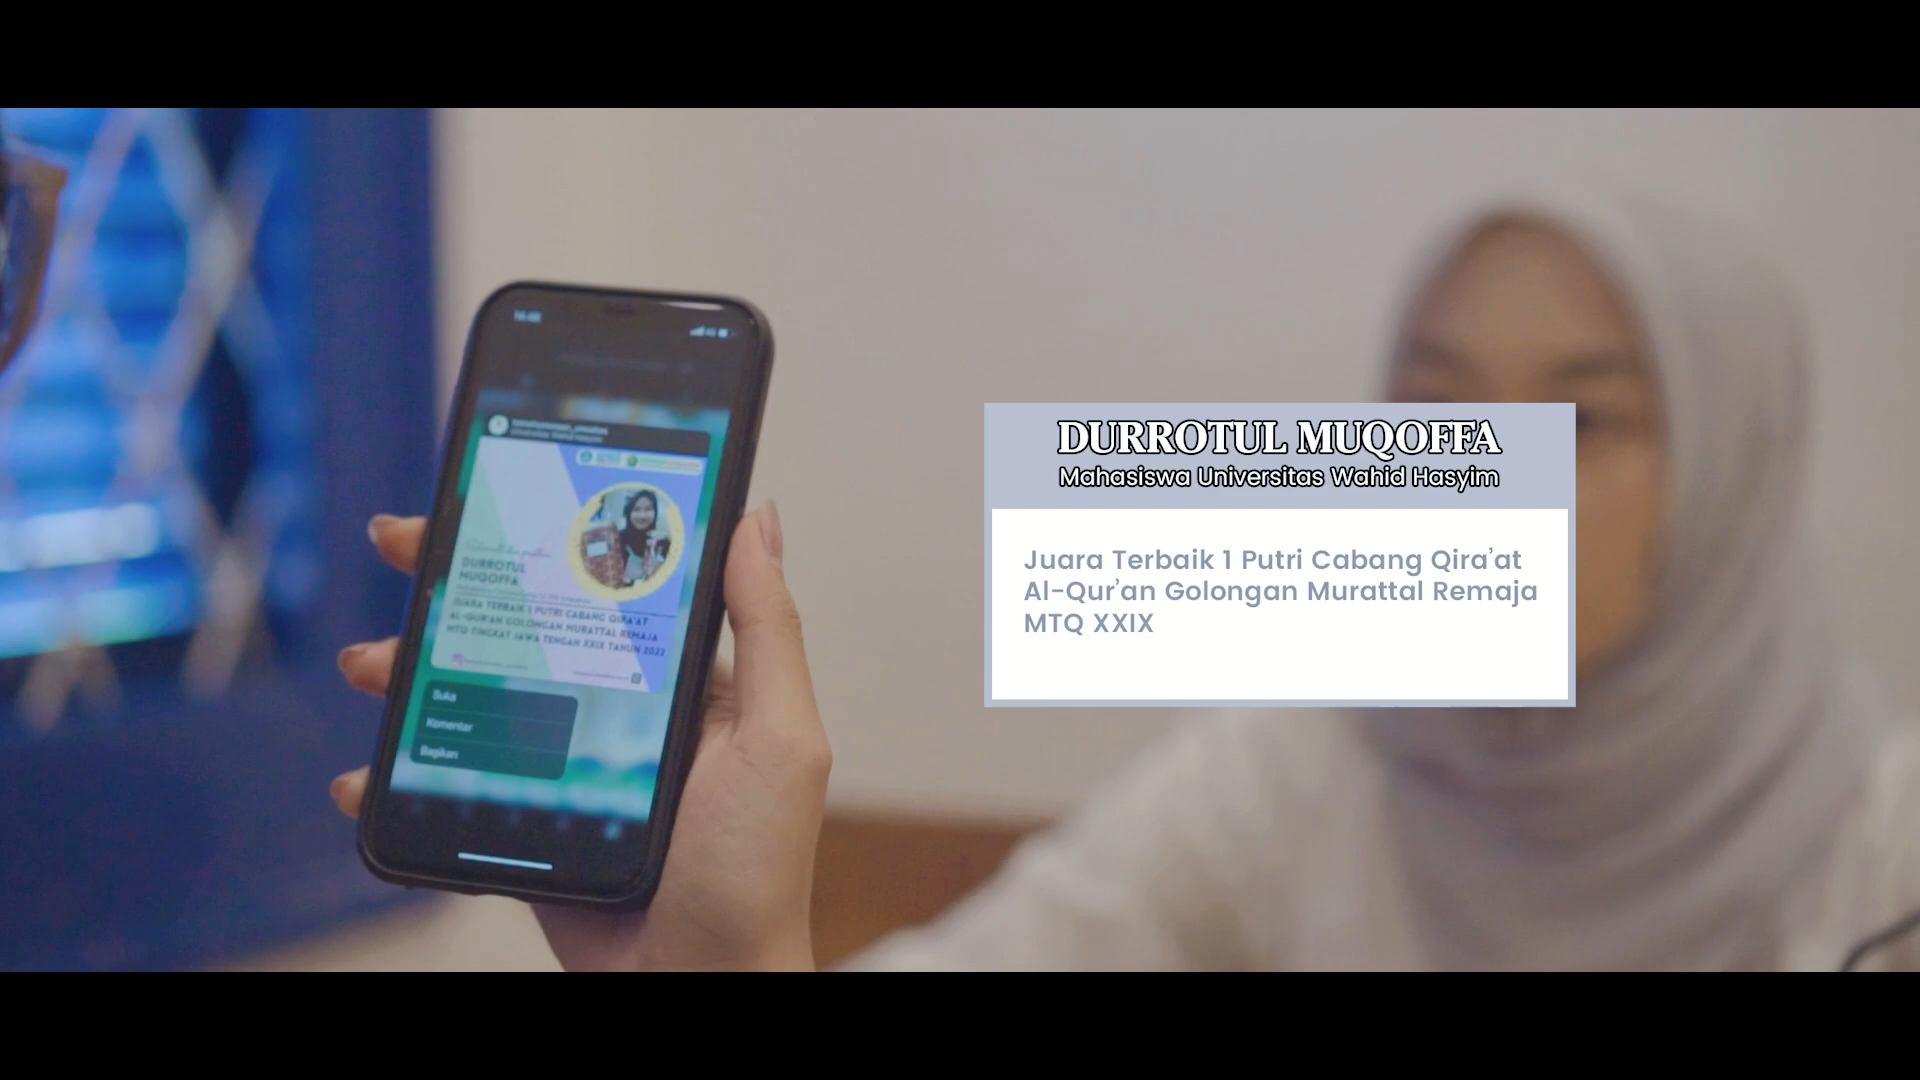 DURROTUL
MUQOFFA
JUARA TERBAIK 1 PUTRI CABANG QIRA'AT
AL-QUR'AN GOLONGAN MURATTAL REMAJA
MTQ TINGKAT JAWA TENGAH XXIX TAHUN 2022
Buka
Komentar
Bagikan
DURROTUL MUQOFFA
Mahasiswa Universitas Wahid Hasyim
Juara Terbaik 1 Putri Cabang Qira’at
Al-Qur’an Golongan Murattal Remaja
MTQ XXIX